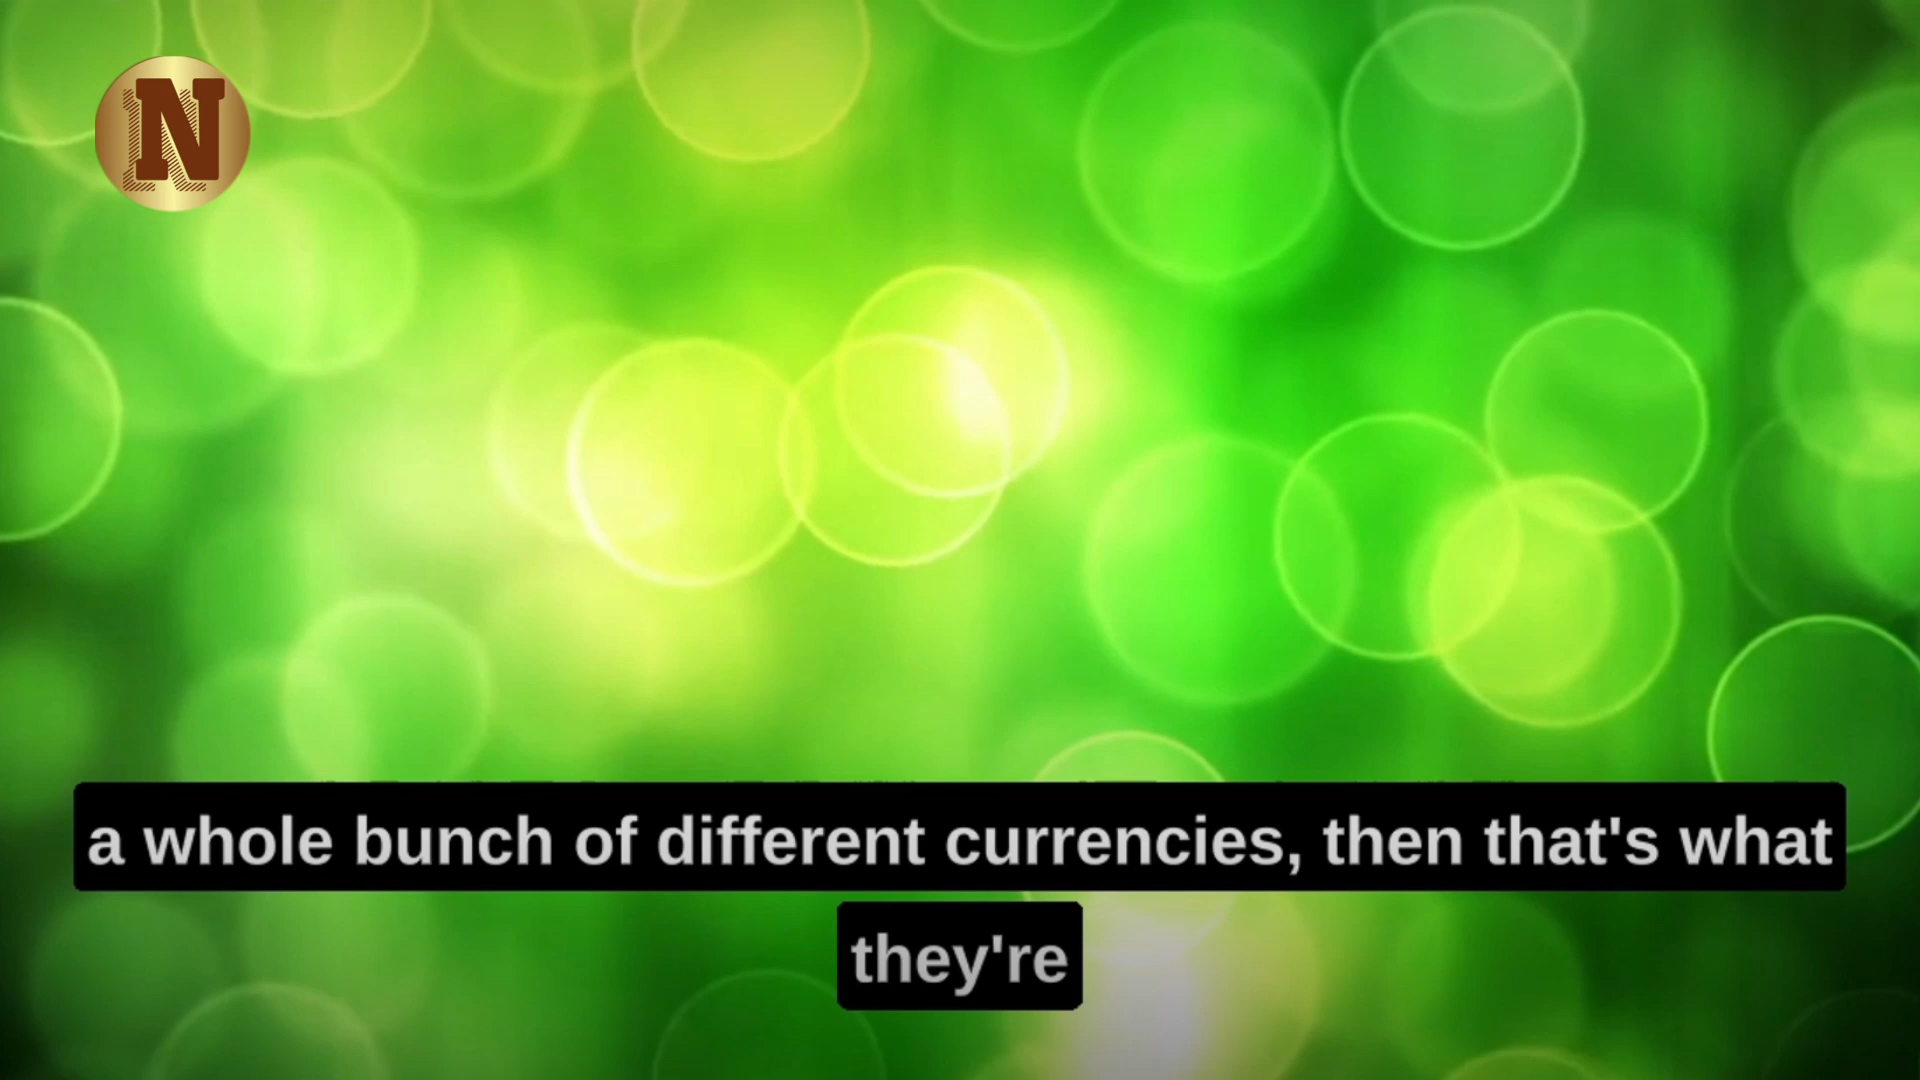 N
a whole bunch of different currencies, then that's what
they're